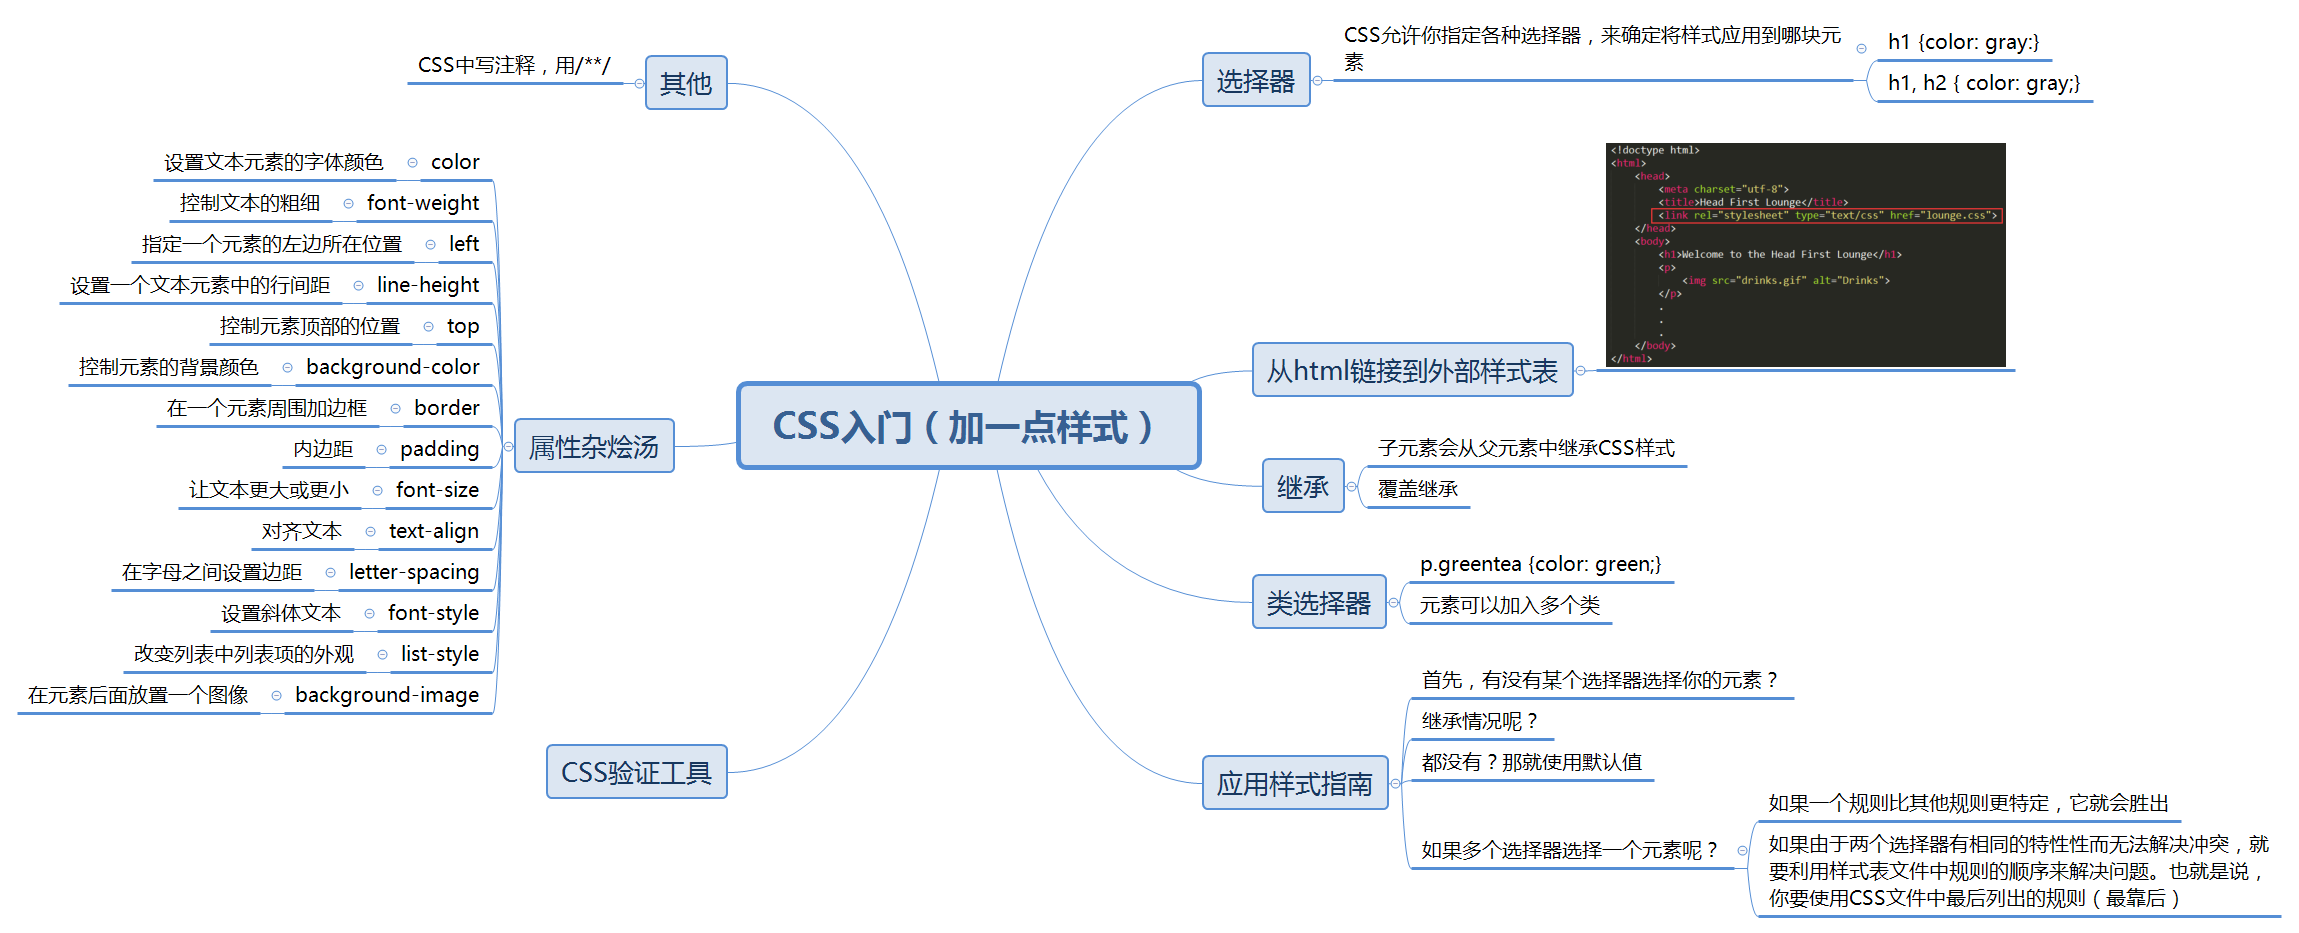 CSS入门（加一点样式）
选择器
CSS允许你指定各种选择器，来确定将样式应用到哪块元
素
h1 {color: gray:}
h1, h2 { color: gray;}
从html链接到外部样式表
<!doctype html>
<html>
<head>
<meta charset="utf-8">
<title>Head First Lounge</title>
<link rel="stylesheet" type="text/css" href="lounge.css">
</head>
<body>
<h1>Welcome to the Head First Lounge</h1>
<p>
<img src="drinks.gif" alt="Drinks">
</p>
.
.
.
</body>
</html>
继承
子元素会从父元素中继承CSS样式
覆盖继承
类选择器
p.greentea {color: green;}
元素可以加入多个类
应用样式指南
首先，有没有某个选择器选择你的元素？
继承情况呢？
都没有？那就使用默认值
如果多个选择器选择一个元素呢？
如果一个规则比其他规则更特定，它就会胜出
如果由于两个选择器有相同的特性性而无法解决冲突，就
要利用样式表文件中规则的顺序来解决问题。也就是说，
你要使用CSS文件中最后列出的规则（最靠后）
其他
CSS中写注释，用/**/
属性杂烩汤
color
设置文本元素的字体颜色
font-weight
控制文本的粗细
left
指定一个元素的左边所在位置
line-height
设置一个文本元素中的行间距
top
控制元素顶部的位置
background-color
控制元素的背景颜色
border
在一个元素周围加边框
padding
内边距
font-size
让文本更大或更小
text-align
对齐文本
letter-spacing
在字母之间设置边距
font-style
设置斜体文本
list-style
改变列表中列表项的外观
background-image
在元素后面放置一个图像
CSS验证工具